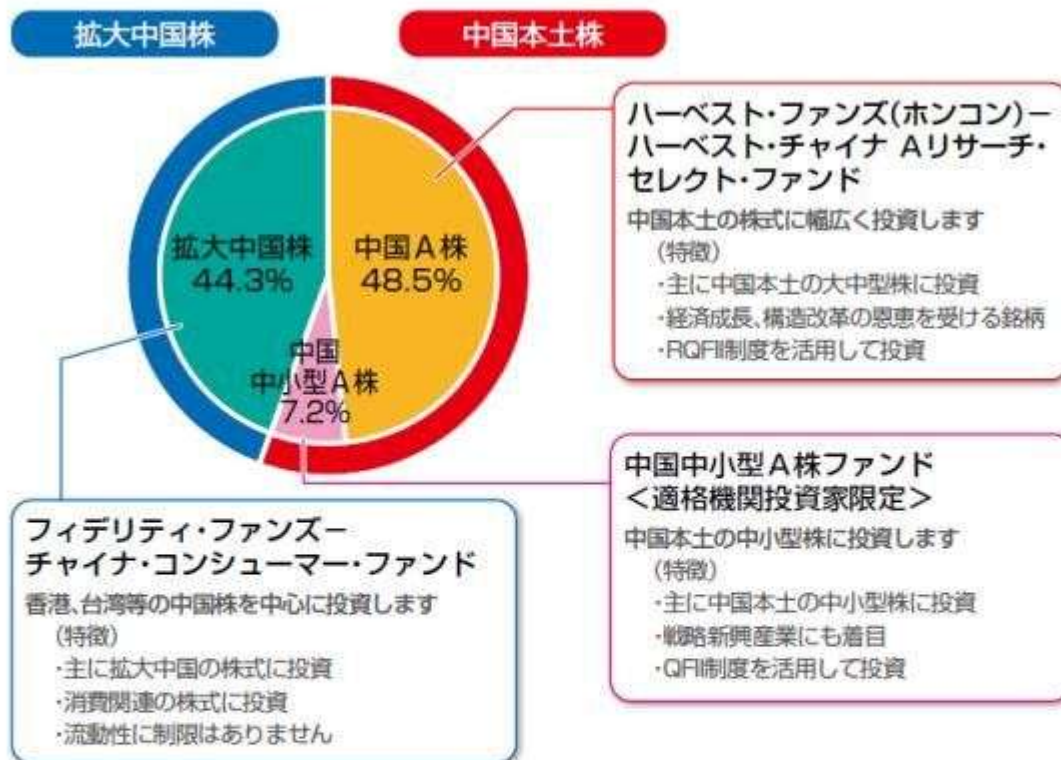 拡大中国株
中国本土株
拡大中国株
44.3%
中国A株
48.5%
中国
中小型A株
7.2%
ハーベスト・ファンズ(ホンコン)－
ハーベスト・チャイナ Aリサーチ・
セレクト・ファンド
中国本土の株式に幅広く投資します
(特徴)
・主に中国本土の大中型株に投資
・経済成長、構造改革の恩恵を受ける銘柄
・RQFII制度を活用して投資
中国中小型A株ファンド
＜適格機関投資家限定＞
中国本土の中小型株に投資します
(特徴)
・主に中国本土の中小型株に投資
・戦略新興産業にも着目
・QFII制度を活用して投資
フィデリティ・ファンズ－
チャイナ・コンシューマー・ファンド
香港、台湾等の中国株を中心に投資します
(特徴)
・主に拡大中国の株式に投資
・消費関連の株式に投資
・流動性に制限はありません